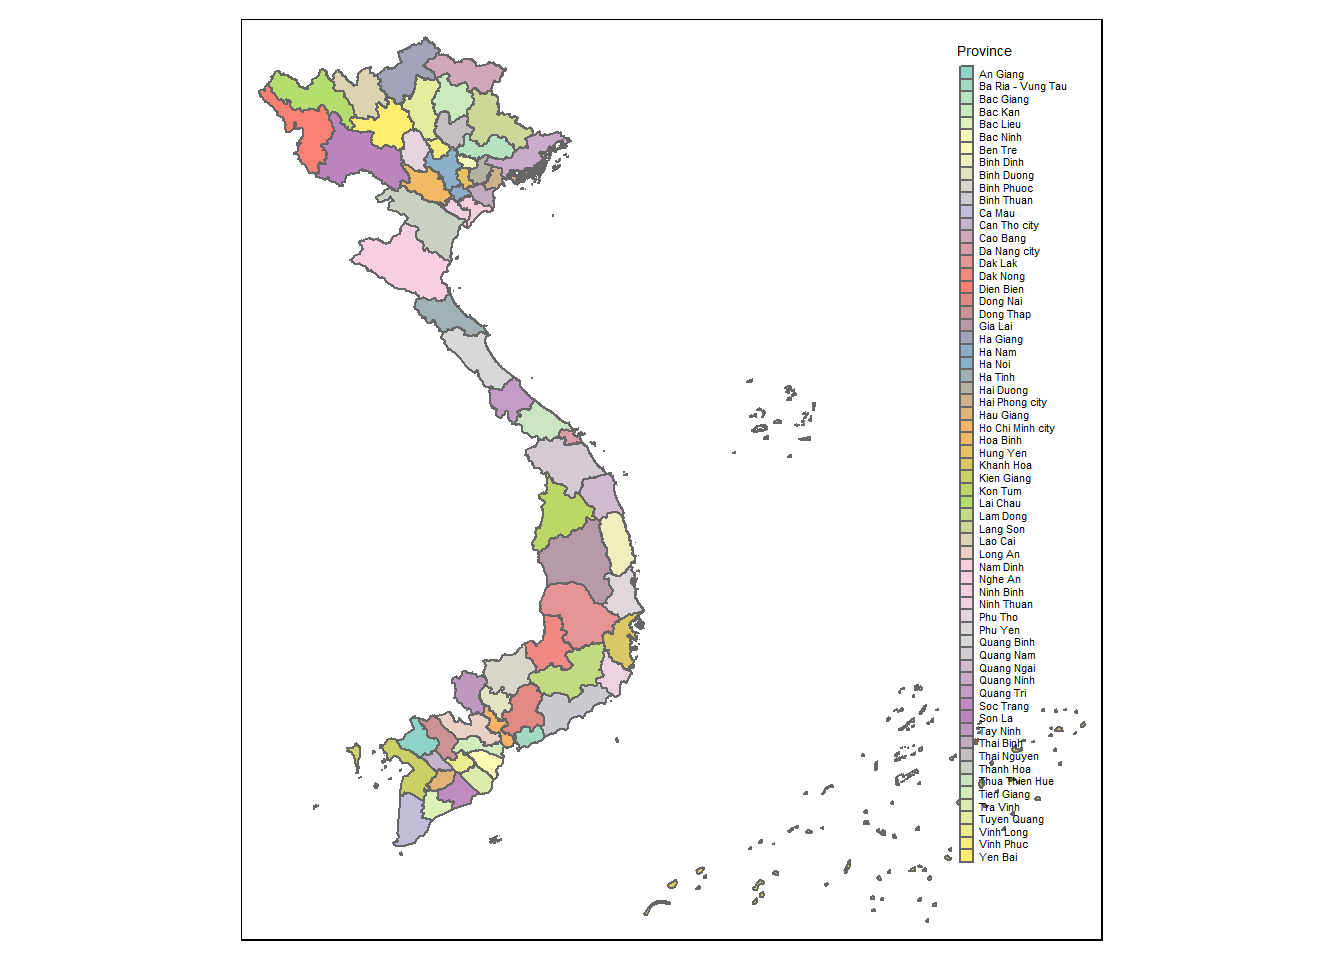 Province
An Giang
Ba Ria - Vung Tau
Bac Giang
Bac Kan
Bac Lieu
Bac Ninh
Ben Tre
Binh Dinh
Binh Duong
Binh Phuoc
Binh Thuan
Ca Mau
Can Tho city
Cao Bang
Da Nang city
Dak Lak
Dak Nong
Dien Bien
Dong Nai
Dong Thap
Gia Lai
Ha Giang
Ha Nam
Ha Noi
Ha Tinh
Hai Duong
Hai Phong city
Hau Giang
Ho Chi Minh city
Hoa Binh
Hung Yen
Khanh Hoa
Kien Giang
Kon Tum
Lai Chau
Lam Dong
Lang Son
Lao Cai
Long An
Nam Dinh
Nghe An
Ninh Binh
Ninh Thuan
Phu Tho
Phu Yen
Quang Binh
Quang Nam
Quang Ngai
Quang Ninh
Quang Tri
Soc Trang
Son La
Tay Ninh
Thai Binh
Thai Nguyen
Thanh Hoa
Thua Thien Hue
Tien Giang
Tra Vinh
Tuyen Quang
Vinh Long
Vinh Phuc
Yen Bai